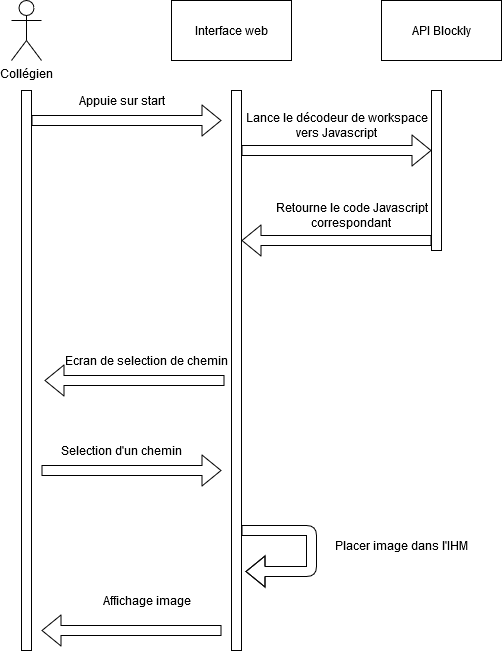 Interface web
API Blockly
Collégien
Appuie sur start
Lance le décodeur de workspace
vers Javascript
Retourne le code Javascript
correspondant
Ecran de selection de chemin
Selection d'un chemin
Placer image dans l'IHM
Affichage image